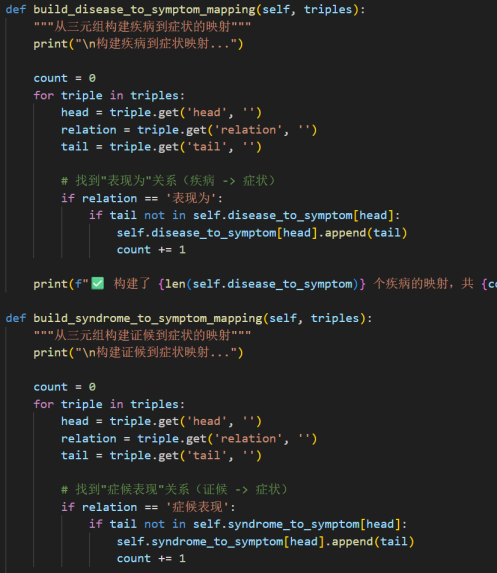 def build_disease_to_symptom_mapping(self, triples):
    """从三元组构建疾病到症状的映射"""
    print("\n构建疾病到症状映射...")

    count = 0
    for triple in triples:
        head = triple.get('head', '')
        relation = triple.get('relation', '')
        tail = triple.get('tail', '')

        # 找到"表现为"关系（疾病 -> 症状）
        if relation == '表现为':
            if tail not in self.disease_to_symptom[head]:
                self.disease_to_symptom[head].append(tail)
                count += 1

    print(f"✅ 构建了 {len(self.disease_to_symptom)} 个疾病的映射，共 {co

def build_syndrome_to_symptom_mapping(self, triples):
    """从三元组构建证候到症状的映射"""
    print("\n构建证候到症状映射...")

    count = 0
    for triple in triples:
        head = triple.get('head', '')
        relation = triple.get('relation', '')
        tail = triple.get('tail', '')

        # 找到"症候表现"关系（证候 -> 症状）
        if relation == '症候表现':
            if tail not in self.syndrome_to_symptom[head]:
                self.syndrome_to_symptom[head].append(tail)
                count += 1